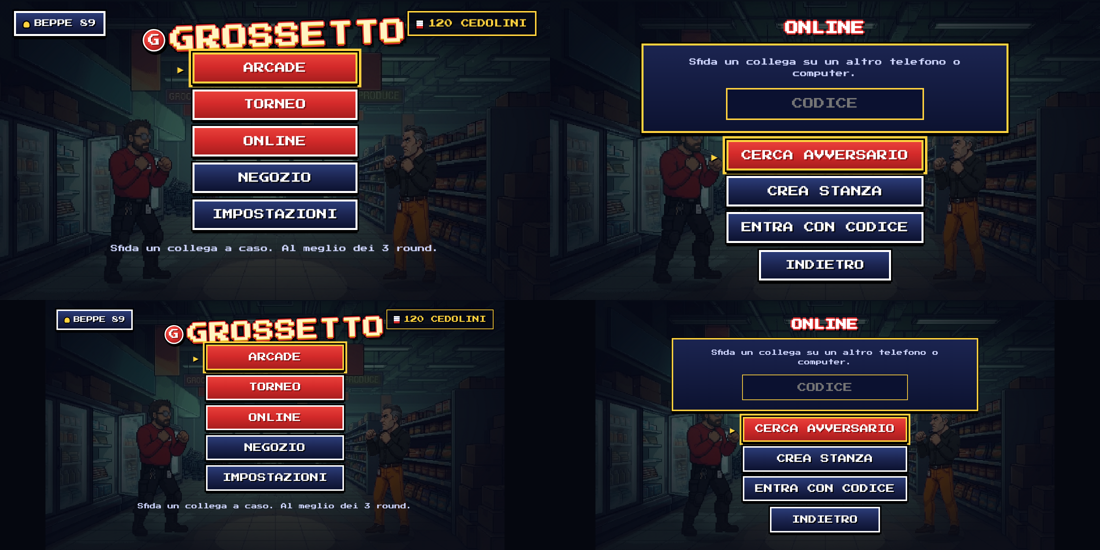 BEPPE 89
G GROSSETTO
120 CEDOLINI
ARCADE
TORNEO
ONLINE
NEGOZIO
IMPOSTAZIONI
Sfida un collega a caso. Al meglio dei 3 round.
ONLINE
Sfida un collega su un altro telefono o
computer.
CODICE
CERCA AVVERSARIO
CREA STANZA
ENTRA CON CODICE
INDIETRO
BEPPE 89
G GROSSETTO
120 CEDOLINI
ARCADE
TORNEO
ONLINE
NEGOZIO
IMPOSTAZIONI
Sfida un collega a caso. Al meglio dei 3 round.
ONLINE
Sfida un collega su un altro telefono o
computer.
CODICE
CERCA AVVERSARIO
CREA STANZA
ENTRA CON CODICE
INDIETRO